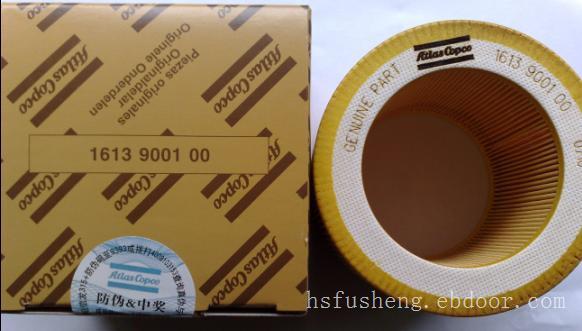 Atlas Copco
Piezas originales
Originaldelar
Originele Onderdelen
1613 9001 00
Atlas Copco
防伪&中奖
Atlas Copco
GENUINE PART
1613 9001 00
hsfusheng.ebdoor.com